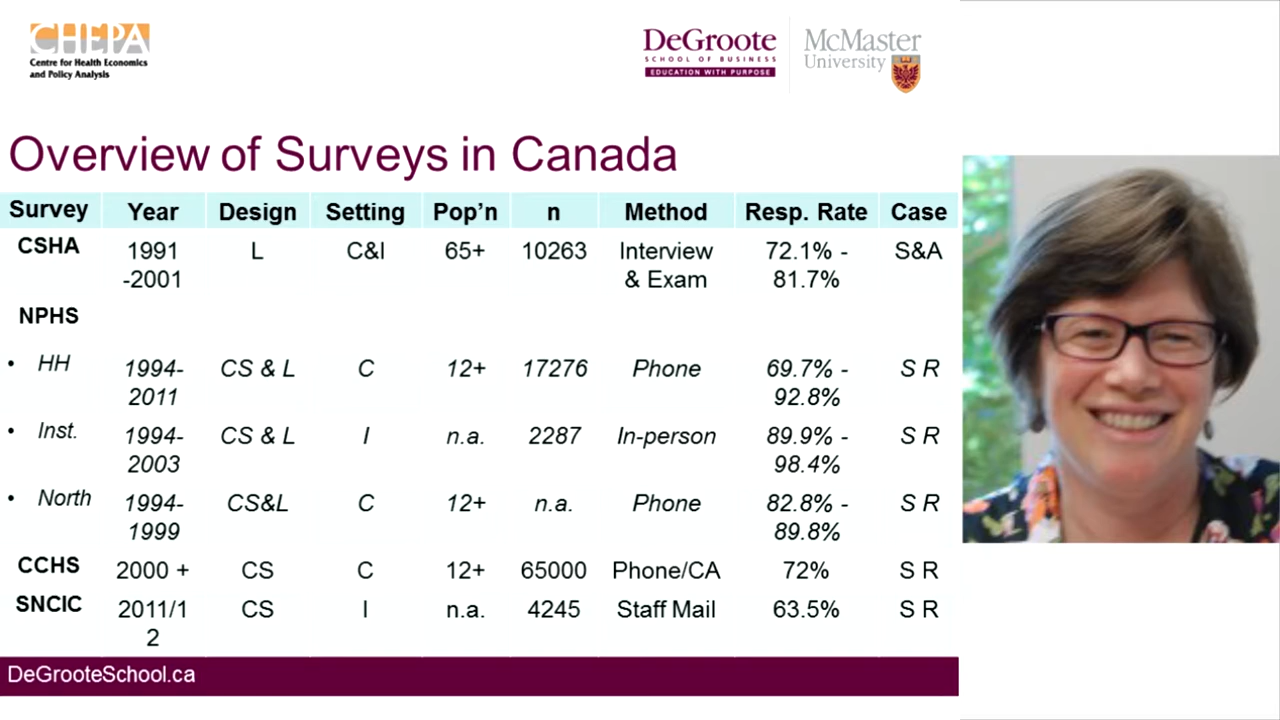 CHEPA
Centre for Health Economics
and Policy Analysis
DeGroote
SCHOOL OF BUSINESS
EDUCATION WITH PURPOSE
McMaster
University
Overview of Surveys in Canada
Survey Year Design Setting Pop’n n Method Resp. Rate Case
CSHA 1991 L C&I 65+ 10263 Interview 72.1% - S&A
-2001 & Exam 81.7%
NPHS
• HH 1994- CS & L C 12+ 17276 Phone 69.7% - S R
2011 92.8%
• Inst. 1994- CS & L I n.a. 2287 In-person 89.9% - S R
2003 98.4%
• North 1994- CS&L C 12+ n.a. Phone 82.8% - S R
1999 89.8%
CCHS 2000 + CS C 12+ 65000 Phone/CA 72% S R
SNCIC 2011/1 CS I n.a. 4245 Staff Mail 63.5% S R
2
DeGrooteSchool.ca